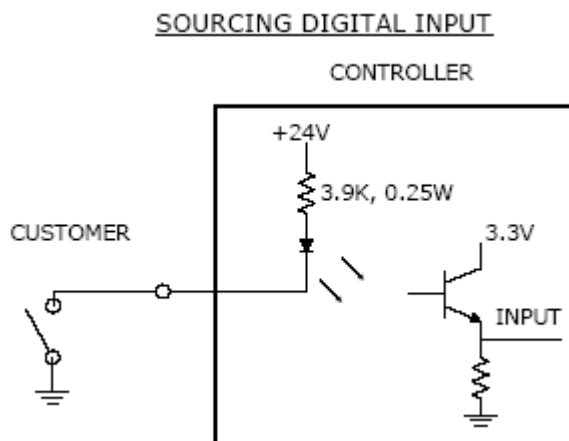 SOURCING DIGITAL INPUT
CONTROLLER
+24V
3.9K, 0.25W
CUSTOMER
3.3V
INPUT